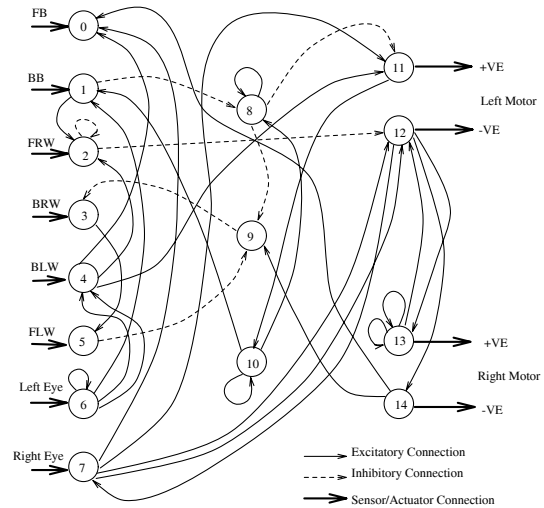 FB
0
BB
1
FRW
2
BRW
3
BLW
4
FLW
5
Left Eye
6
Right Eye
7
8
9
10
11
+VE
Left Motor
12
-VE
13
+VE
Right Motor
14
-VE
Excitatory Connection
Inhibitory Connection
Sensor/Actuator Connection